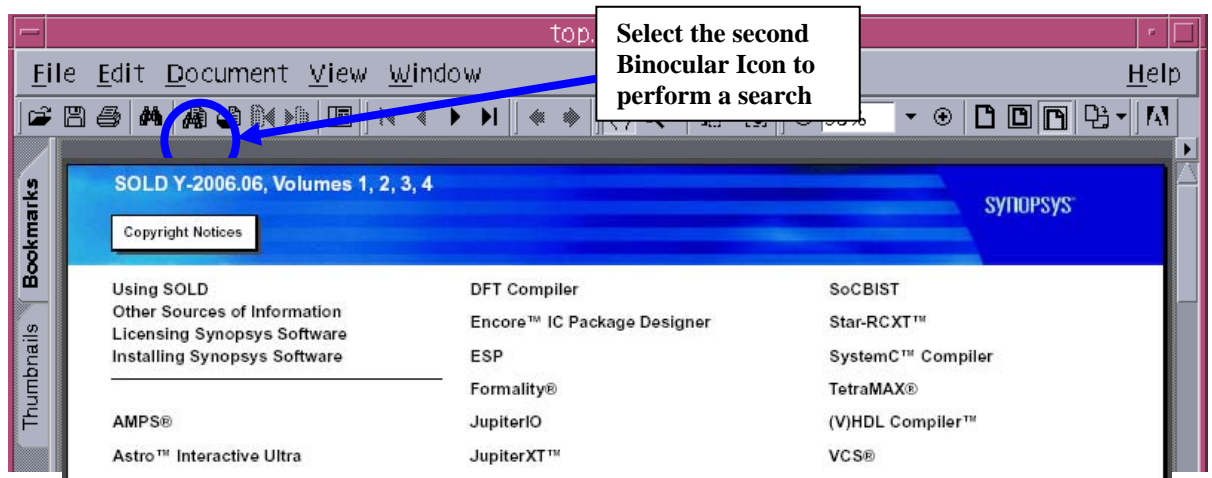 top.
Select the second
Binocular Icon to
perform a search
File Edit Document View Window Help
SOLD Y-2006.06, Volumes 1, 2, 3, 4
SYNOPSYS
Copyright Notices
Bookmarks
Thumbnails
Using SOLD
Other Sources of Information
Licensing Synopsys Software
Installing Synopsys Software
AMPS®
Astro™ Interactive Ultra
DFT Compiler
Encore™ IC Package Designer
ESP
Formality®
JupiterIO
JupiterXT™
SoCBIST
Star-RCXT™
SystemC™ Compiler
TetraMAX®
(V)HDL Compiler™
VCS®